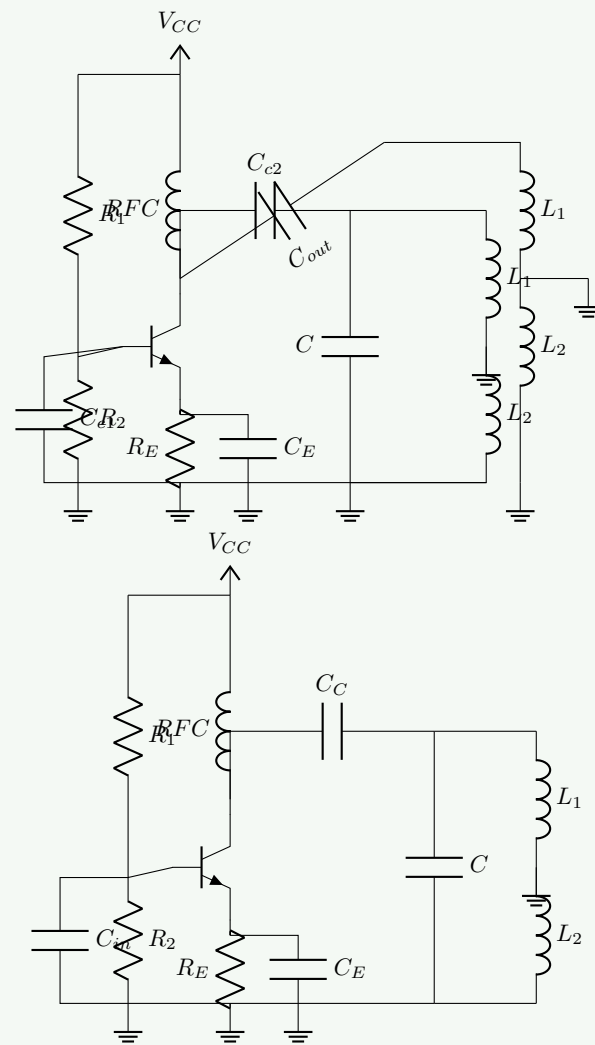 V_CC
C_c2
RFC
R_1
L_1
C_out
L_1
C
L_2
C_c1
R_2
L_2
R_E
C_E
V_CC
C_C
RFC
R_1
L_1
C
C_in
R_2
L_2
R_E
C_E